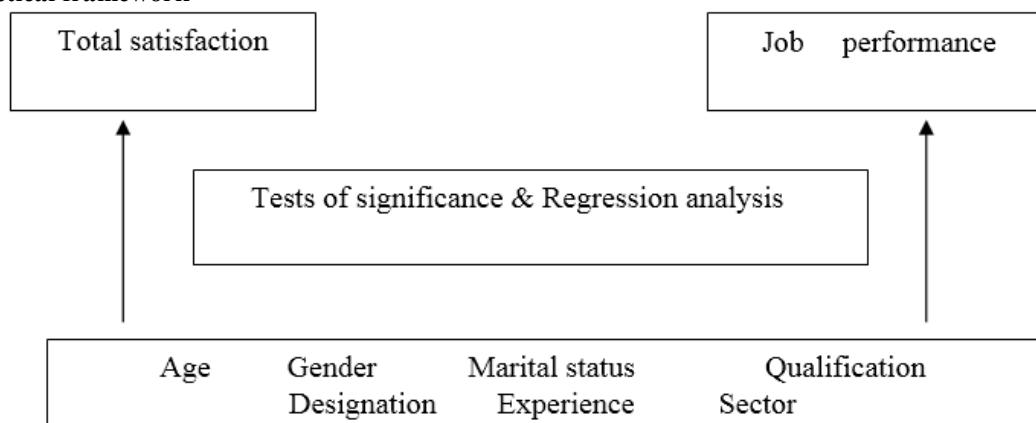 Total satisfaction
Job performance
Tests of significance & Regression analysis
Age Gender Marital status Qualification
Designation Experience Sector